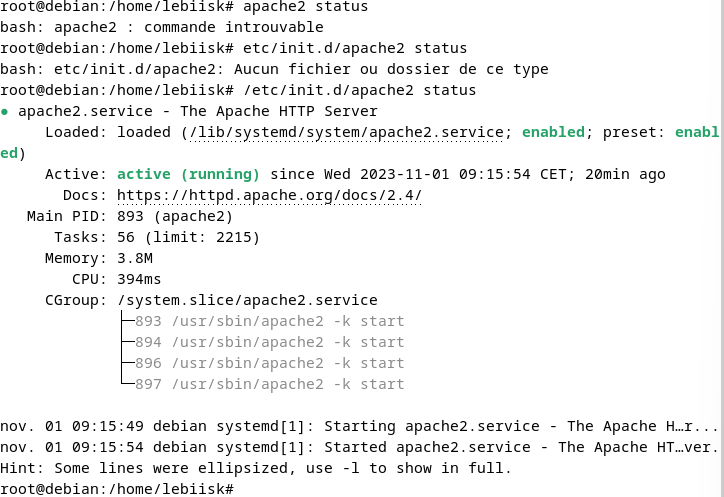 root@debian:/home/lebiisk# apache2 status
bash: apache2 : commande introuvable
root@debian:/home/lebiisk# etc/init.d/apache2 status
bash: etc/init.d/apache2: Aucun fichier ou dossier de ce type
root@debian:/home/lebiisk# /etc/init.d/apache2 status
● apache2.service - The Apache HTTP Server
     Loaded: loaded (/lib/systemd/system/apache2.service; enabled; preset: enabl
ed)
     Active: active (running) since Wed 2023-11-01 09:15:54 CET; 20min ago
       Docs: https://httpd.apache.org/docs/2.4/
   Main PID: 893 (apache2)
      Tasks: 56 (limit: 2215)
     Memory: 3.8M
        CPU: 394ms
     CGroup: /system.slice/apache2.service
             ├─893 /usr/sbin/apache2 -k start
             ├─894 /usr/sbin/apache2 -k start
             ├─896 /usr/sbin/apache2 -k start
             └─897 /usr/sbin/apache2 -k start
nov. 01 09:15:49 debian systemd[1]: Starting apache2.service - The Apache H…r...
nov. 01 09:15:54 debian systemd[1]: Started apache2.service - The Apache HT…ver.
Hint: Some lines were ellipsized, use -l to show in full.
root@debian:/home/lebiisk#